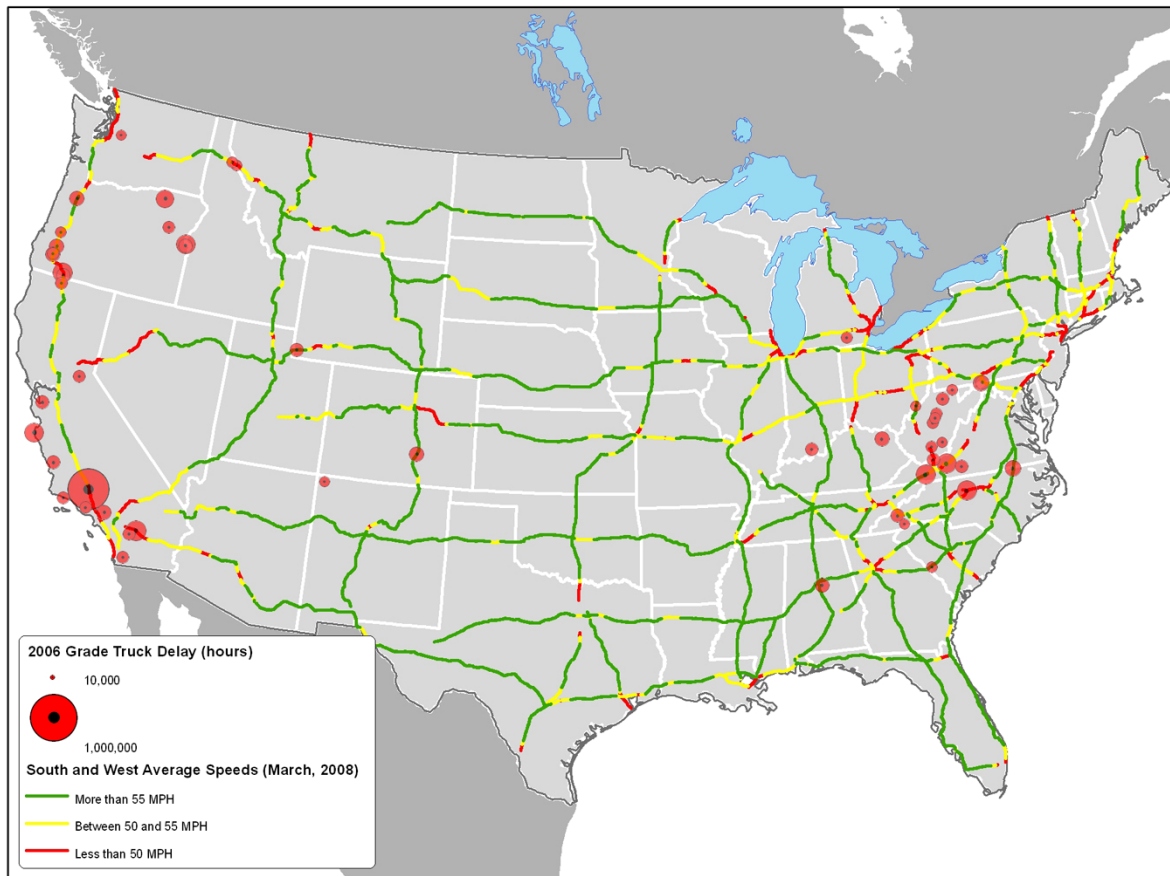 2006 Grade Truck Delay (hours)
10,000
1,000,000
South and West Average Speeds (March, 2008)
More than 55 MPH
Between 50 and 55 MPH
Less than 50 MPH